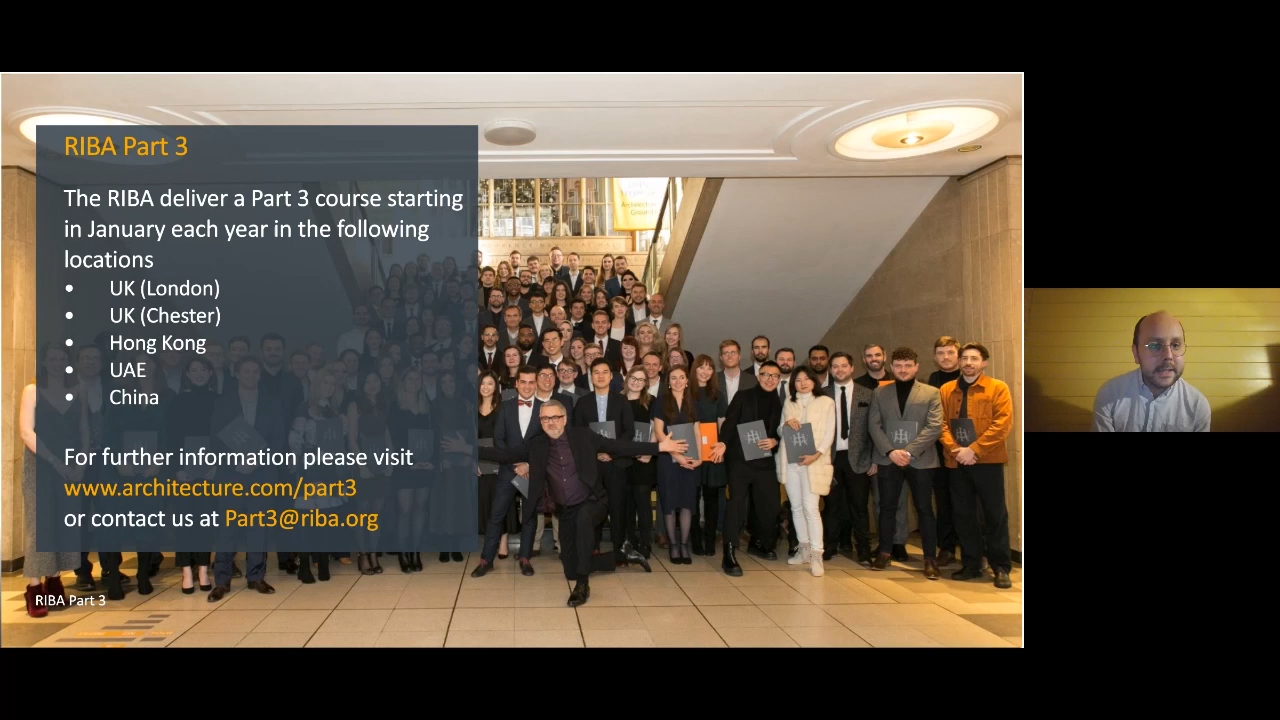 RIBA Part 3
The RIBA deliver a Part 3 course starting
in January each year in the following
locations
• UK (London)
• UK (Chester)
• Hong Kong
• UAE
• China
For further information please visit
www.architecture.com/part3
or contact us at Part3@riba.org
RIBA Part 3